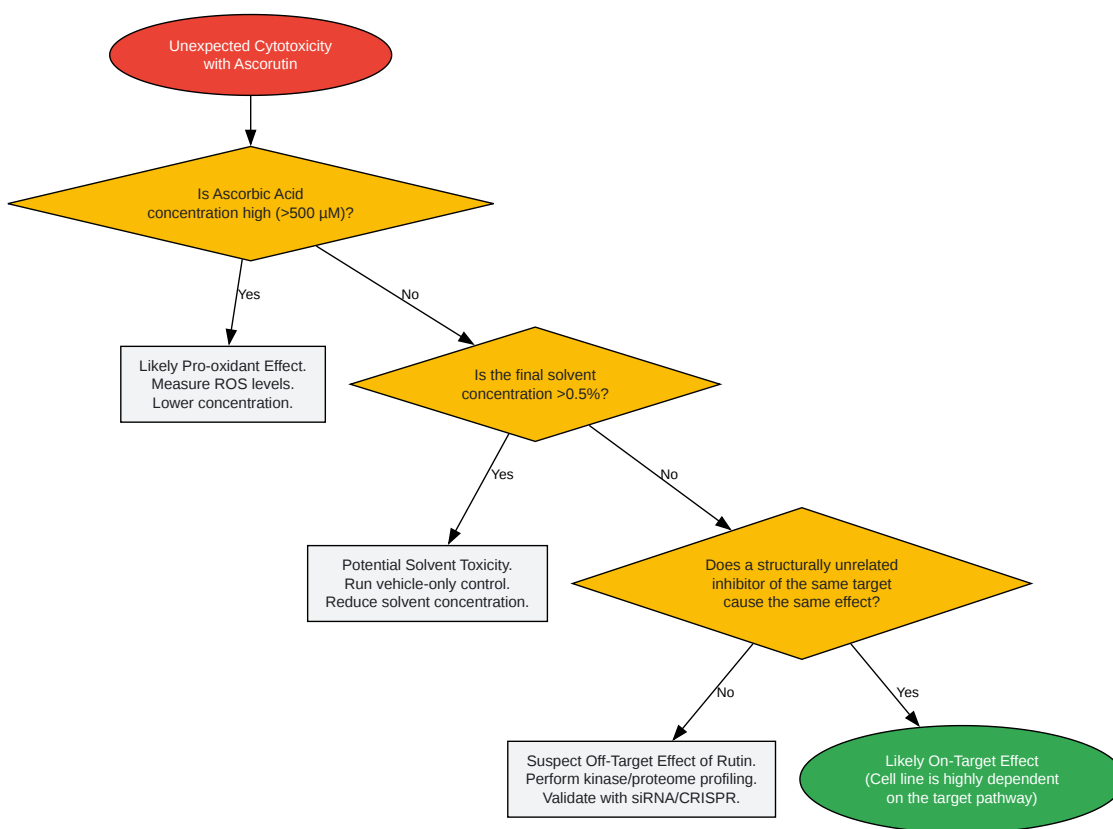 Unexpected Cytotoxicity
with Ascorutin
Is Ascorbic Acid
concentration high (>500 µM)?
Yes
No
Likely Pro-oxidant Effect.
Measure ROS levels.
Lower concentration.
Is the final solvent
concentration >0.5%?
Yes
No
Potential Solvent Toxicity.
Run vehicle-only control.
Reduce solvent concentration.
Does a structurally unrelated
inhibitor of the same target
cause the same effect?
No
Yes
Suspect Off-Target Effect of Rutin.
Perform kinase/proteome profiling.
Validate with siRNA/CRISPR.
Likely On-Target Effect
(Cell line is highly dependent
on the target pathway)